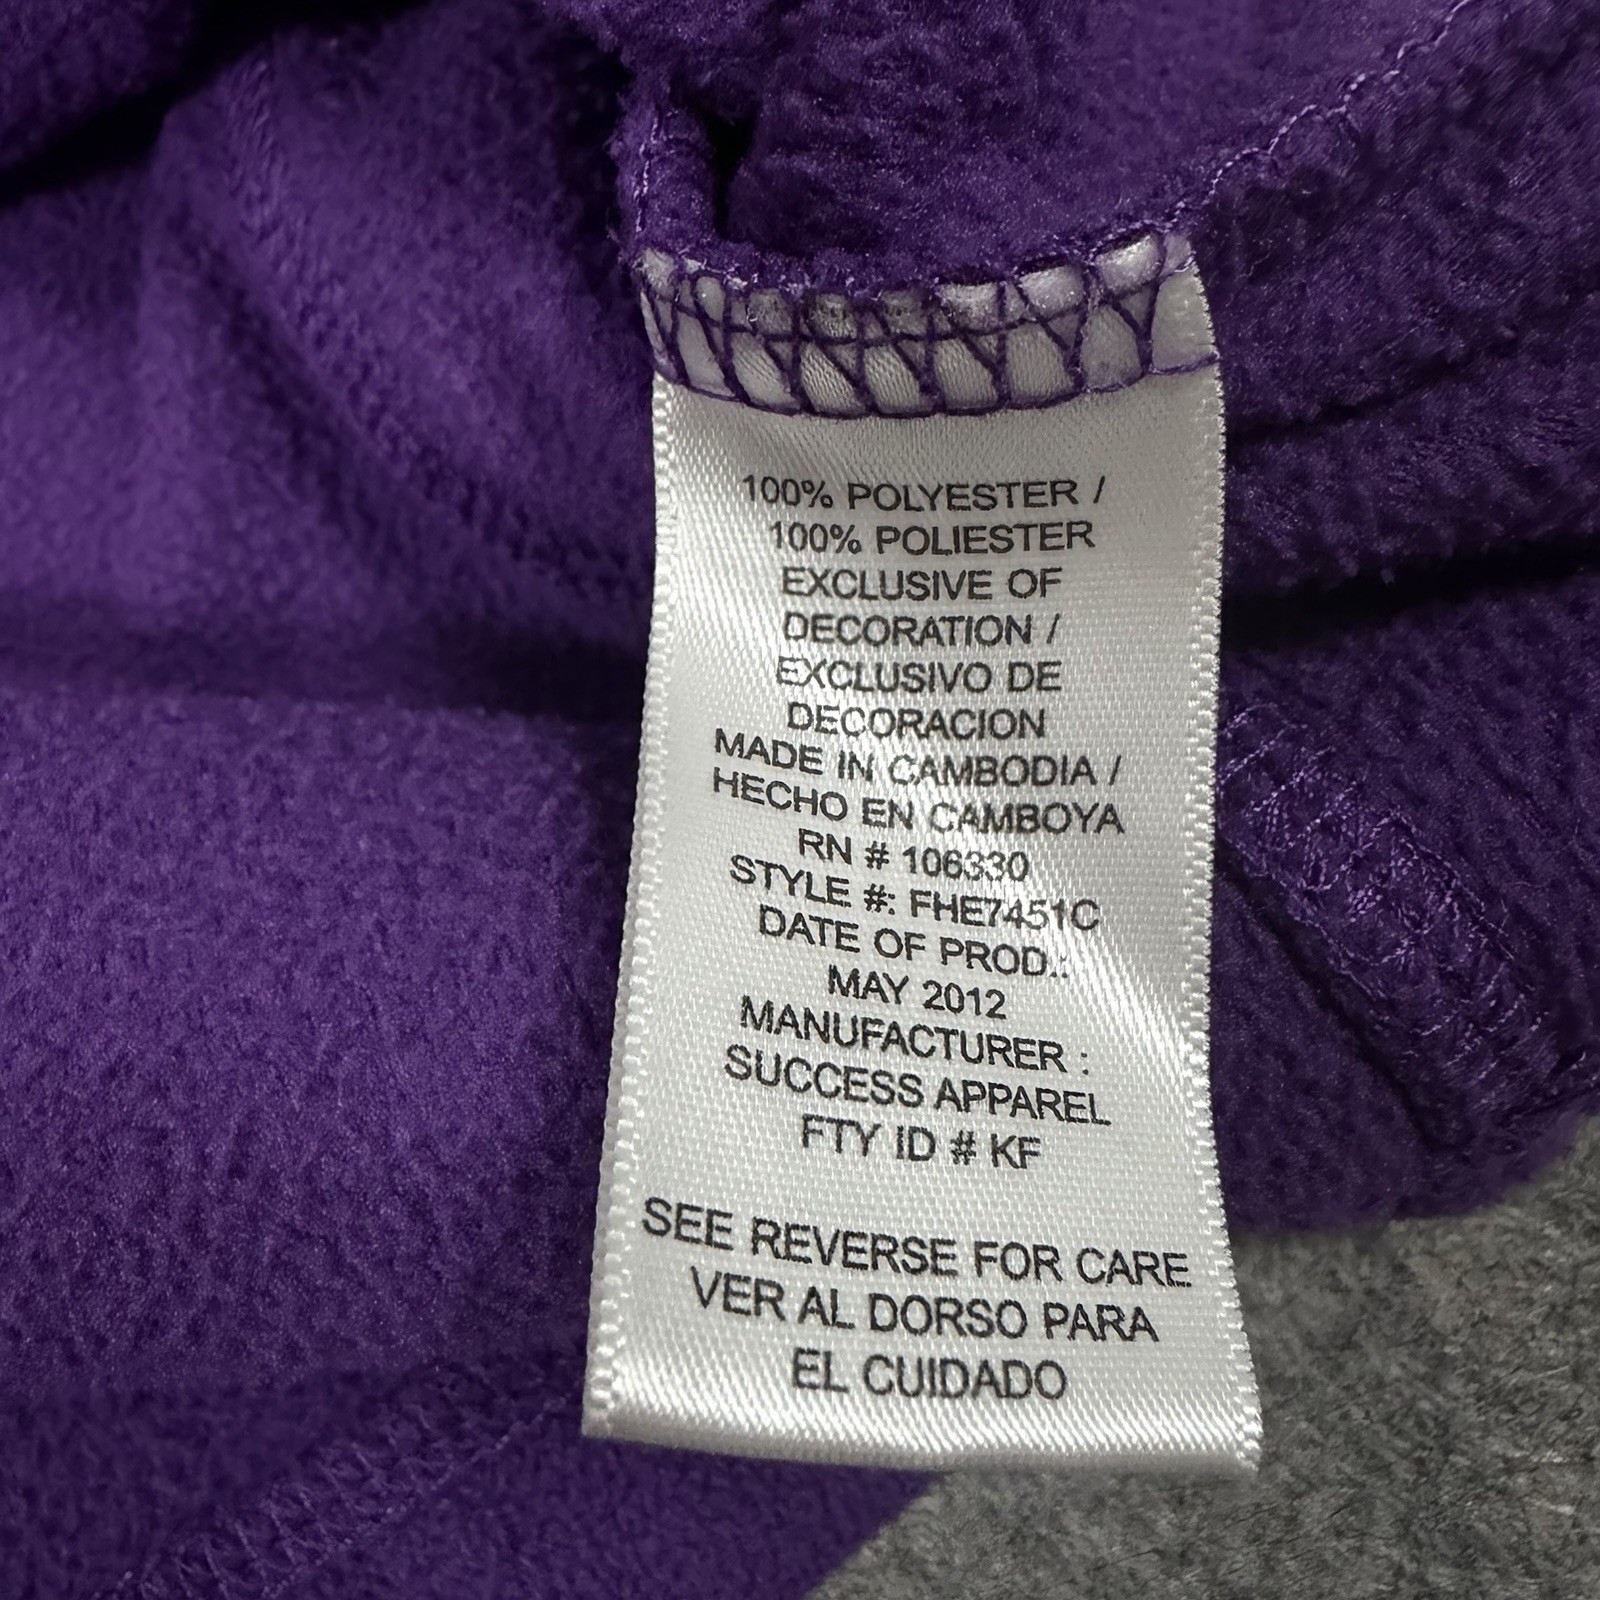 100% POLYESTER /
100% POLIESTER
EXCLUSIVE OF
DECORATION /
EXCLUSIVO DE
DECORACION
MADE IN CAMBODIA /
HECHO EN CAMBOYA
RN # 106330
STYLE #: FHE7451C
DATE OF PROD.:
MAY 2012
MANUFACTURER :
SUCCESS APPAREL
FTY ID # KF
SEE REVERSE FOR CARE
VER AL DORSO PARA
EL CUIDADO